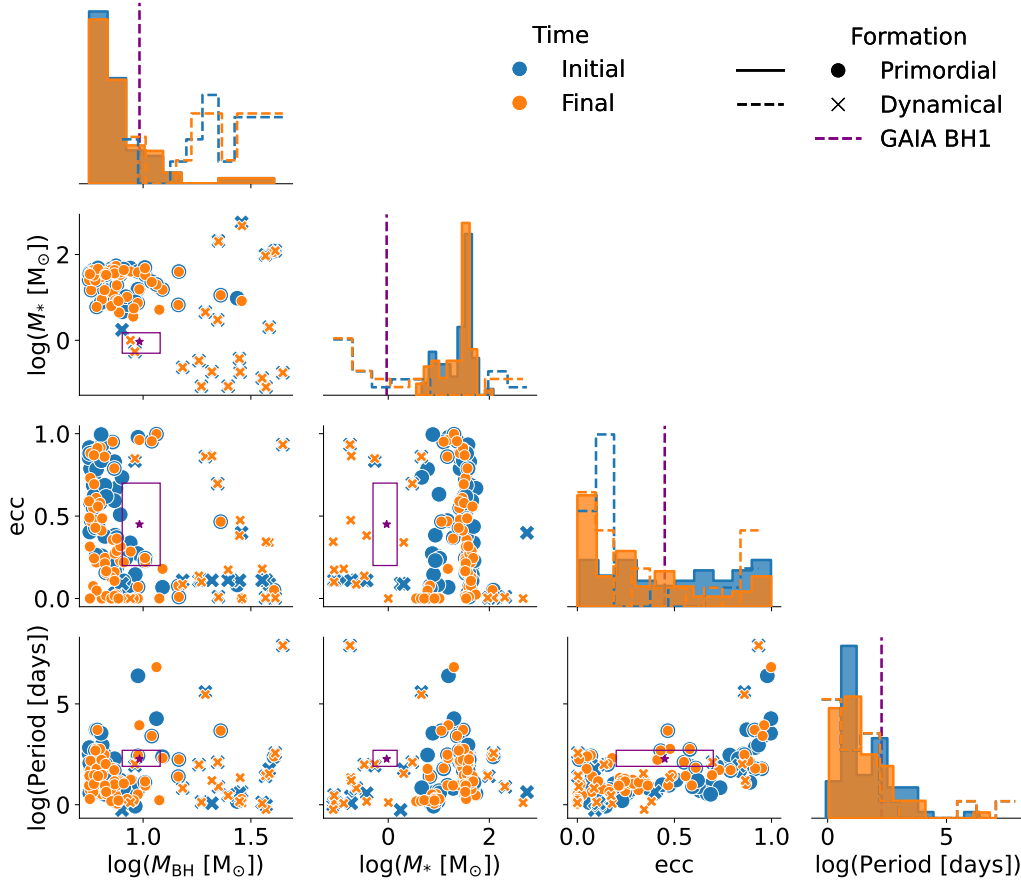 Time
Initial
Final
Formation
Primordial
Dynamical
GAIA BH1
log(M* [M⊙])
2
0
ecc
1.0
0.5
0.0
log(Period [days])
5
0
1.0 1.5
0 2
0.0 0.5 1.0
0 5
log(M_BH [M⊙])
log(M* [M⊙])
ecc
log(Period [days])